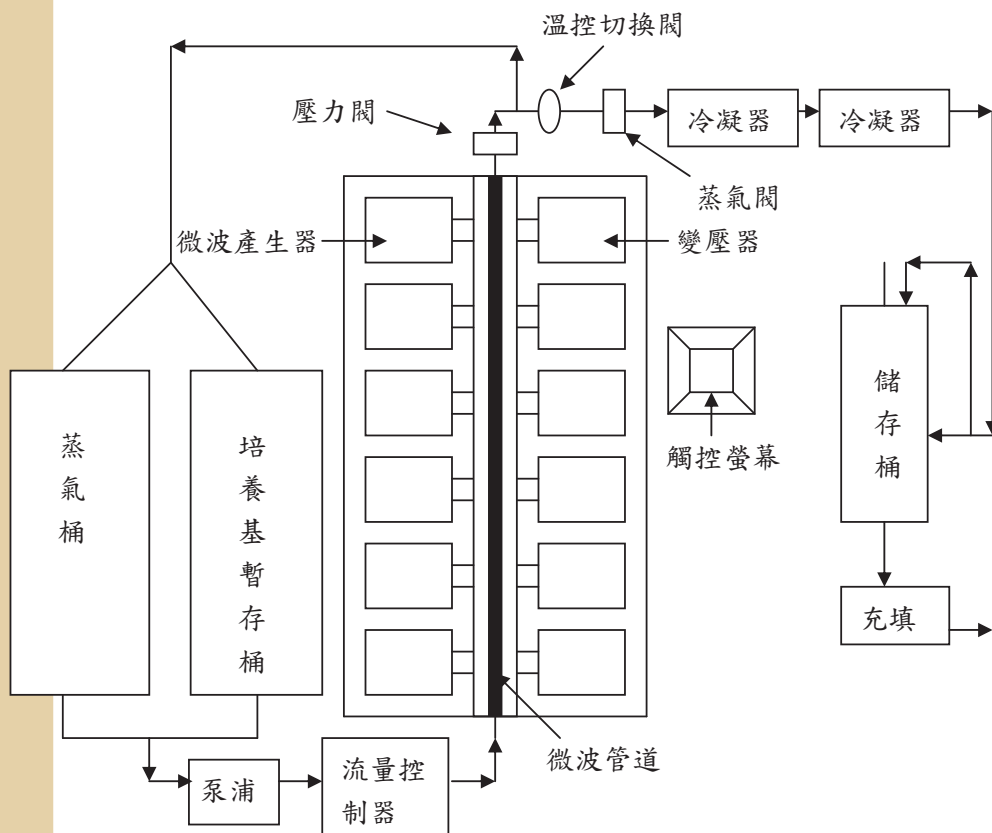 溫控切換閥
壓力閥
冷凝器
冷凝器
蒸氣閥
微波產生器
變壓器
儲存桶
觸控螢幕
蒸氣桶
培養基暫存桶
充填
微波管道
泵浦
流量控
制器